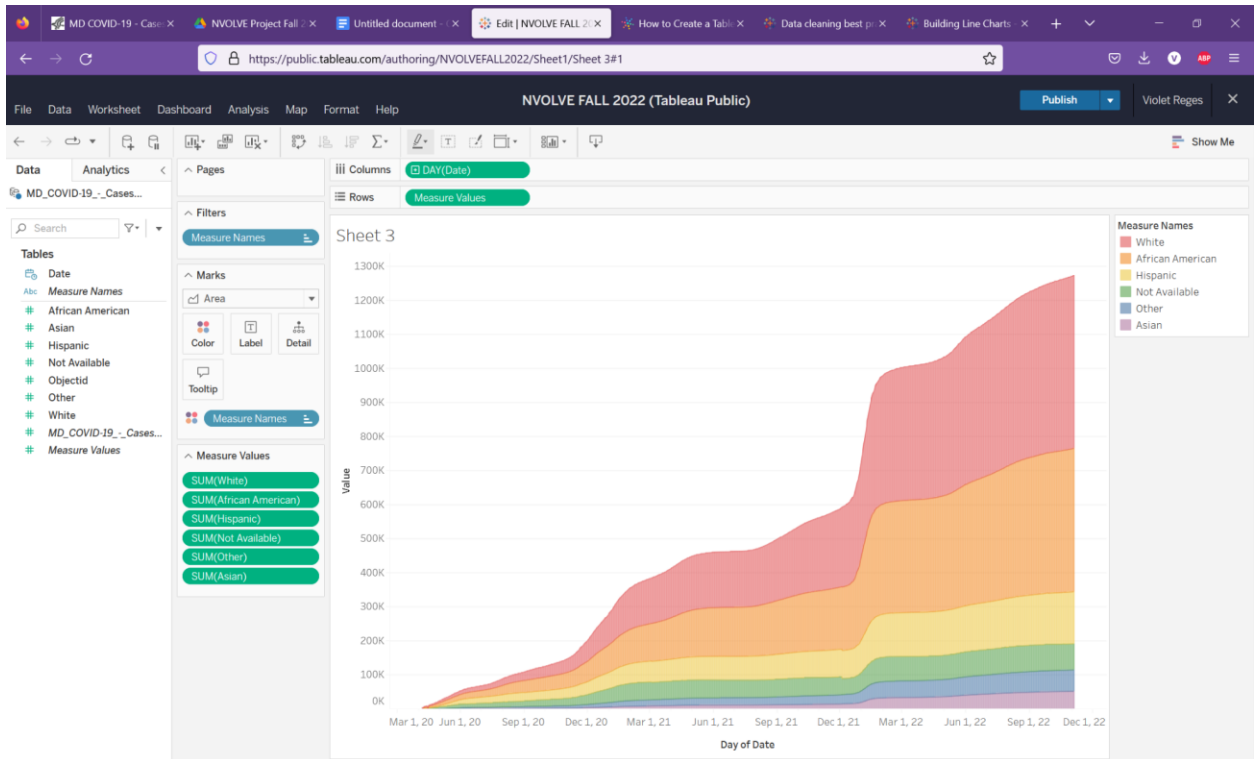 MD COVID-19 - Case
NVOLVE Project Fall 2
Untitled document -
Edit | NVOLVE FALL 20
How to Create a Tabl
Data cleaning best pr
Building Line Charts
https://public.tableau.com/authoring/NVOLVEFALL2022/Sheet1/Sheet 3#1
V
ABP
File Data Worksheet Dashboard Analysis Map Format Help
NVOLVE FALL 2022 (Tableau Public)
Publish
Violet Reges
Show Me
Data Analytics
MD_COVID-19_-_Cases...
Search
Tables
Date
Abc Measure Names
# African American
# Asian
# Hispanic
# Not Available
# Objectid
# Other
# White
# MD_COVID-19_-_Cases...
# Measure Values
Pages
Filters
Measure Names
Marks
Area
Color Label Detail
Tooltip
Measure Names
Measure Values
SUM(White)
SUM(African American)
SUM(Hispanic)
SUM(Not Available)
SUM(Other)
SUM(Asian)
Columns DAY(Date)
Rows Measure Values
Sheet 3
1300K
1200K
1100K
1000K
900K
800K
700K
600K
500K
400K
300K
200K
100K
0K
Value
Mar 1, 20 Jun 1, 20 Sep 1, 20 Dec 1, 20 Mar 1, 21 Jun 1, 21 Sep 1, 21 Dec 1, 21 Mar 1, 22 Jun 1, 22 Sep 1, 22 Dec 1, 22
Day of Date
Measure Names
White
African American
Hispanic
Not Available
Other
Asian